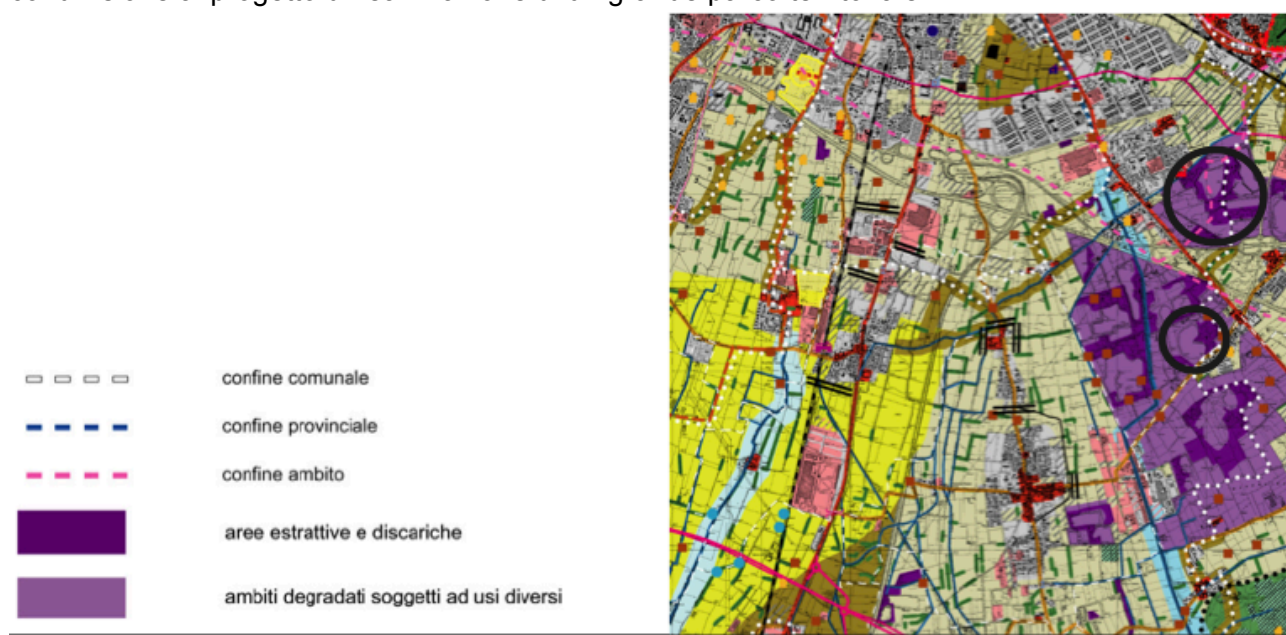 confine comunale
confine provinciale
confine ambito
aree estrattive e discariche
ambiti degradati soggetti ad usi diversi